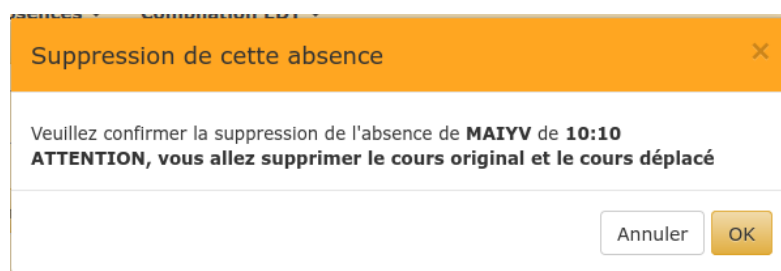 Suppression de cette absence ×
Veuillez confirmer la suppression de l'absence de MAIYV de 10:10
ATTENTION, vous allez supprimer le cours original et le cours déplacé
Annuler OK